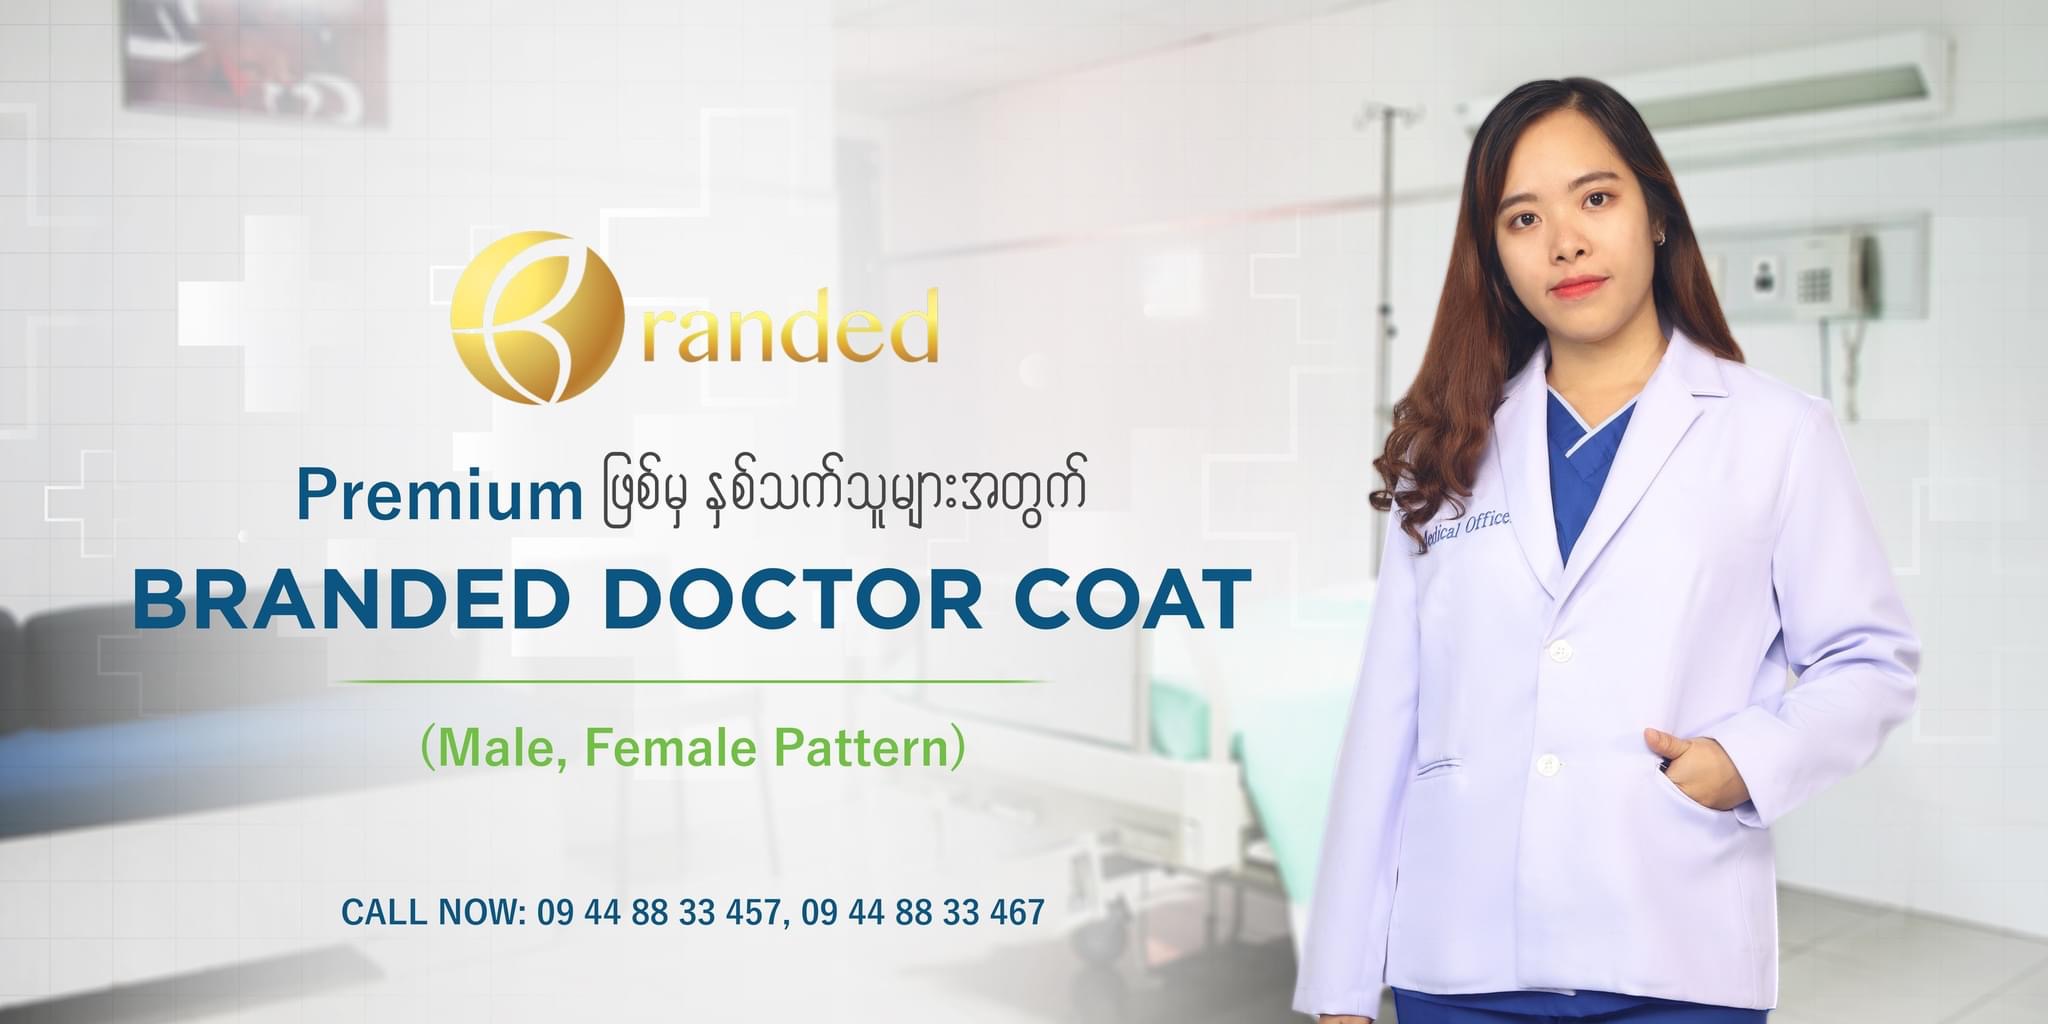 Branded
Premium ဖြစ်မှ နှစ်သက်သူများအတွက်
BRANDED DOCTOR COAT
(Male, Female Pattern)
CALL NOW: 09 44 88 33 457, 09 44 88 33 467
Medical Office